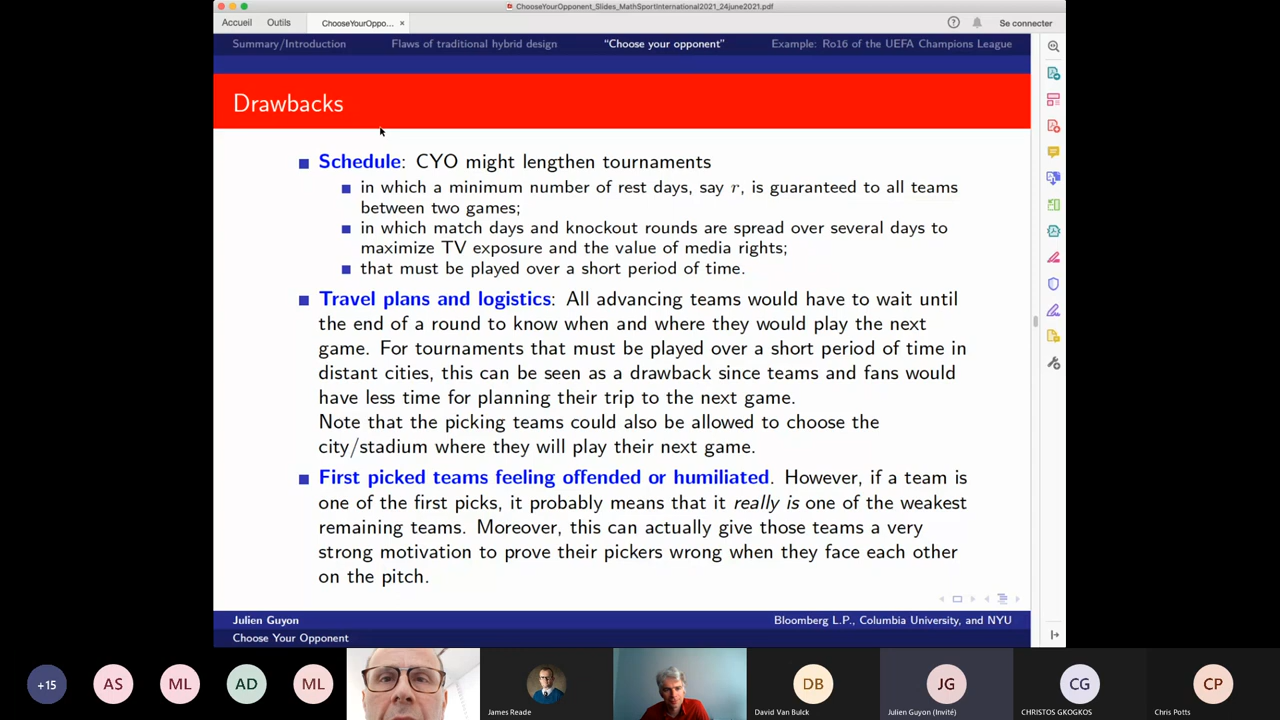 ChooseYourOpponent_Slides_MathSportInternational2021_24june2021.pdf
Accueil Outils ChooseYourOppo... × Se connecter
Summary/Introduction Flaws of traditional hybrid design “Choose your opponent” Example: Ro16 of the UEFA Champions League
Drawbacks
Schedule: CYO might lengthen tournaments
in which a minimum number of rest days, say r, is guaranteed to all teams
between two games;
in which match days and knockout rounds are spread over several days to
maximize TV exposure and the value of media rights;
that must be played over a short period of time.
Travel plans and logistics: All advancing teams would have to wait until
the end of a round to know when and where they would play the next
game. For tournaments that must be played over a short period of time in
distant cities, this can be seen as a drawback since teams and fans would
have less time for planning their trip to the next game.
Note that the picking teams could also be allowed to choose the
city/stadium where they will play their next game.
First picked teams feeling offended or humiliated. However, if a team is
one of the first picks, it probably means that it really is one of the weakest
remaining teams. Moreover, this can actually give those teams a very
strong motivation to prove their pickers wrong when they face each other
on the pitch.
Julien Guyon Bloomberg L.P., Columbia University, and NYU
Choose Your Opponent
+15 AS ML AD ML DB JG CG CP
James Reade David Van Bulck Julien Guyon (Invité) CHRISTOS GKOGKOS Chris Potts